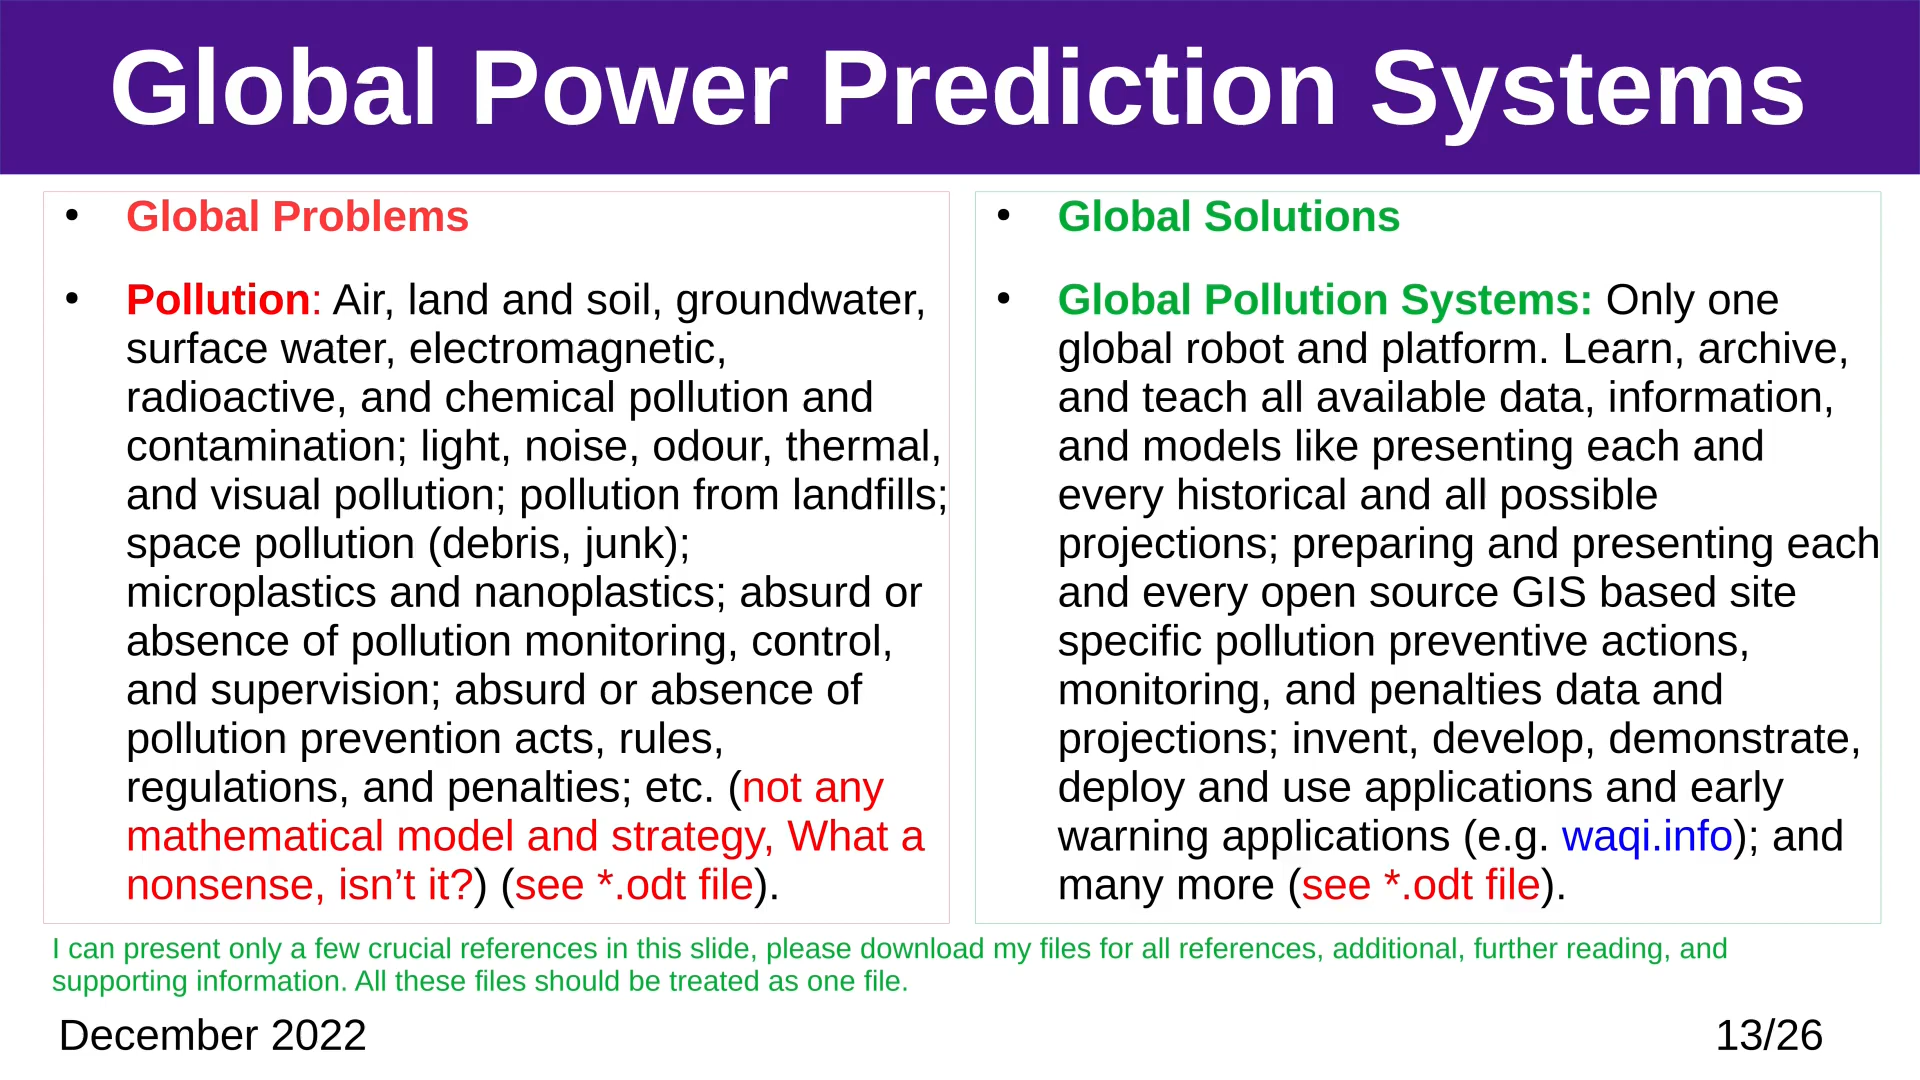 Global Power Prediction Systems
• Global Problems
• Pollution: Air, land and soil, groundwater,
surface water, electromagnetic,
radioactive, and chemical pollution and
contamination; light, noise, odour, thermal,
and visual pollution; pollution from landfills;
space pollution (debris, junk);
microplastics and nanoplastics; absurd or
absence of pollution monitoring, control,
and supervision; absurd or absence of
pollution prevention acts, rules,
regulations, and penalties; etc. (not any
mathematical model and strategy, What a
nonsense, isn’t it?) (see *.odt file).
• Global Solutions
• Global Pollution Systems: Only one
global robot and platform. Learn, archive,
and teach all available data, information,
and models like presenting each and
every historical and all possible
projections; preparing and presenting each
and every open source GIS based site
specific pollution preventive actions,
monitoring, and penalties data and
projections; invent, develop, demonstrate,
deploy and use applications and early
warning applications (e.g. waqi.info); and
many more (see *.odt file).
I can present only a few crucial references in this slide, please download my files for all references, additional, further reading, and
supporting information. All these files should be treated as one file.
December 2022
13/26